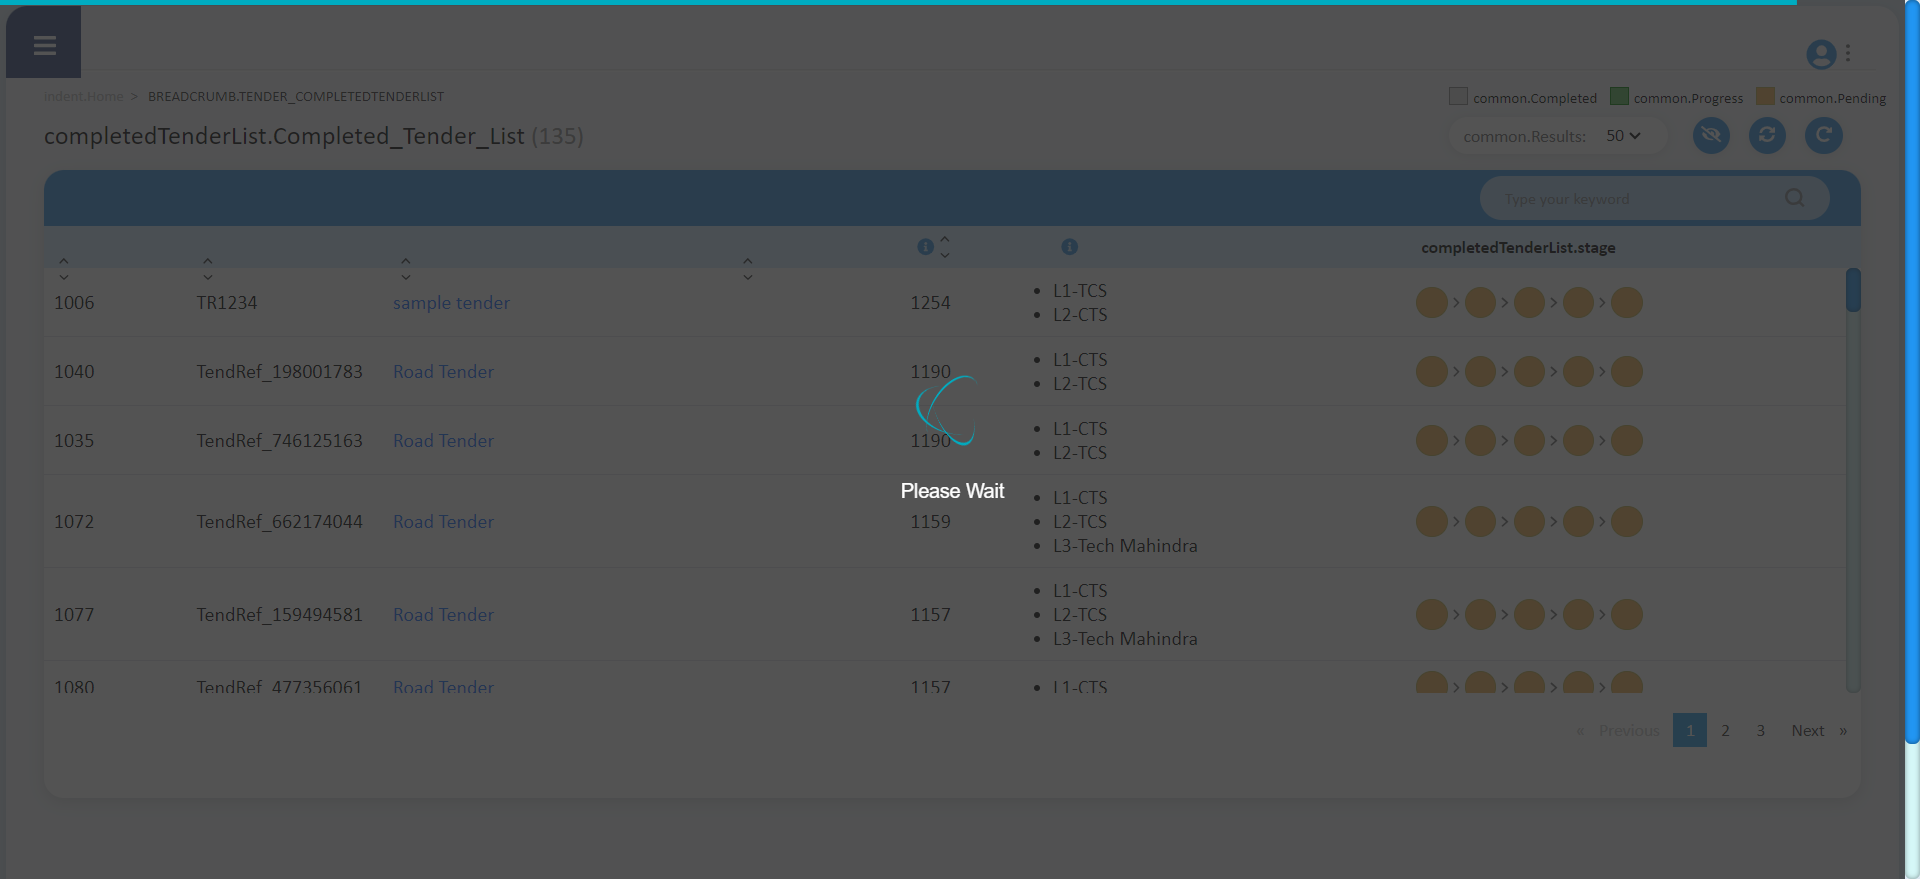 indent.Home > BREADCRUMB.TENDER_COMPLETEDTENDERLIST
common.Completed common.Progress common.Pending
completedTenderList.Completed_Tender_List (135)
common.Results: 50
Type your keyword
completedTenderList.stage
1006 TR1234 sample tender 1254
L1-TCS
L2-CTS
1040 TendRef_198001783 Road Tender 1190
L1-CTS
L2-TCS
1035 TendRef_746125163 Road Tender 1190
L1-CTS
L2-TCS
Please Wait
1072 TendRef_662174044 Road Tender 1159
L1-CTS
L2-TCS
L3-Tech Mahindra
1077 TendRef_159494581 Road Tender 1157
L1-CTS
L2-TCS
L3-Tech Mahindra
1080 TendRef_477356061 Road Tender 1157
L1-CTS
« Previous 1 2 3 Next »